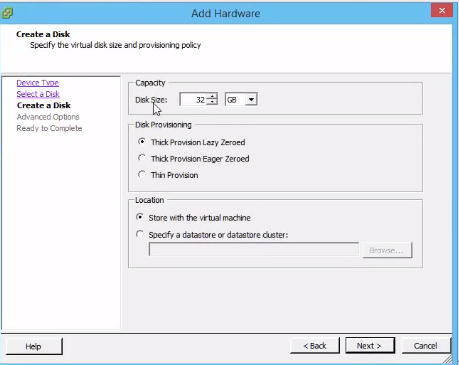 Add Hardware
Create a Disk
Specify the virtual disk size and provisioning policy
Device Type
Select a Disk
Create a Disk
Advanced Options
Ready to Complete
Capacity
Disk Size: 32 GB
Disk Provisioning
Thick Provision Lazy Zeroed
Thick Provision Eager Zeroed
Thin Provision
Location
Store with the virtual machine
Specify a datastore or datastore cluster:
Browse...
Help
< Back
Next >
Cancel